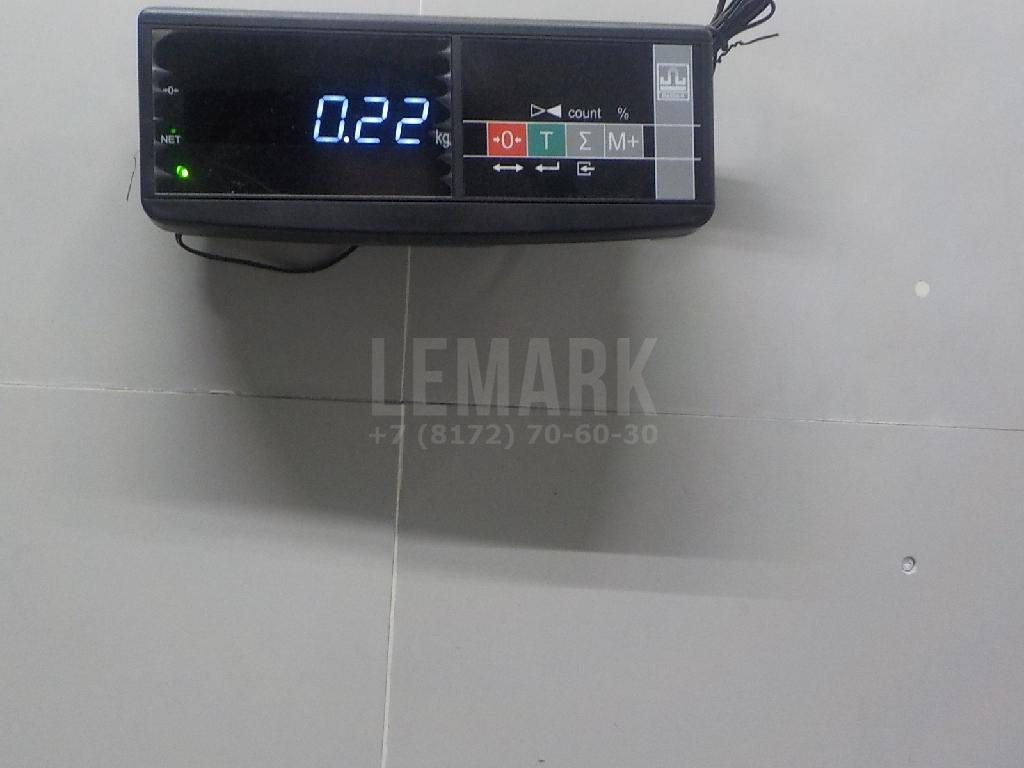 →0←
0.22
kg
NET
count %
→0← T Σ M+
LEMARK
+7 (8172) 70-60-30